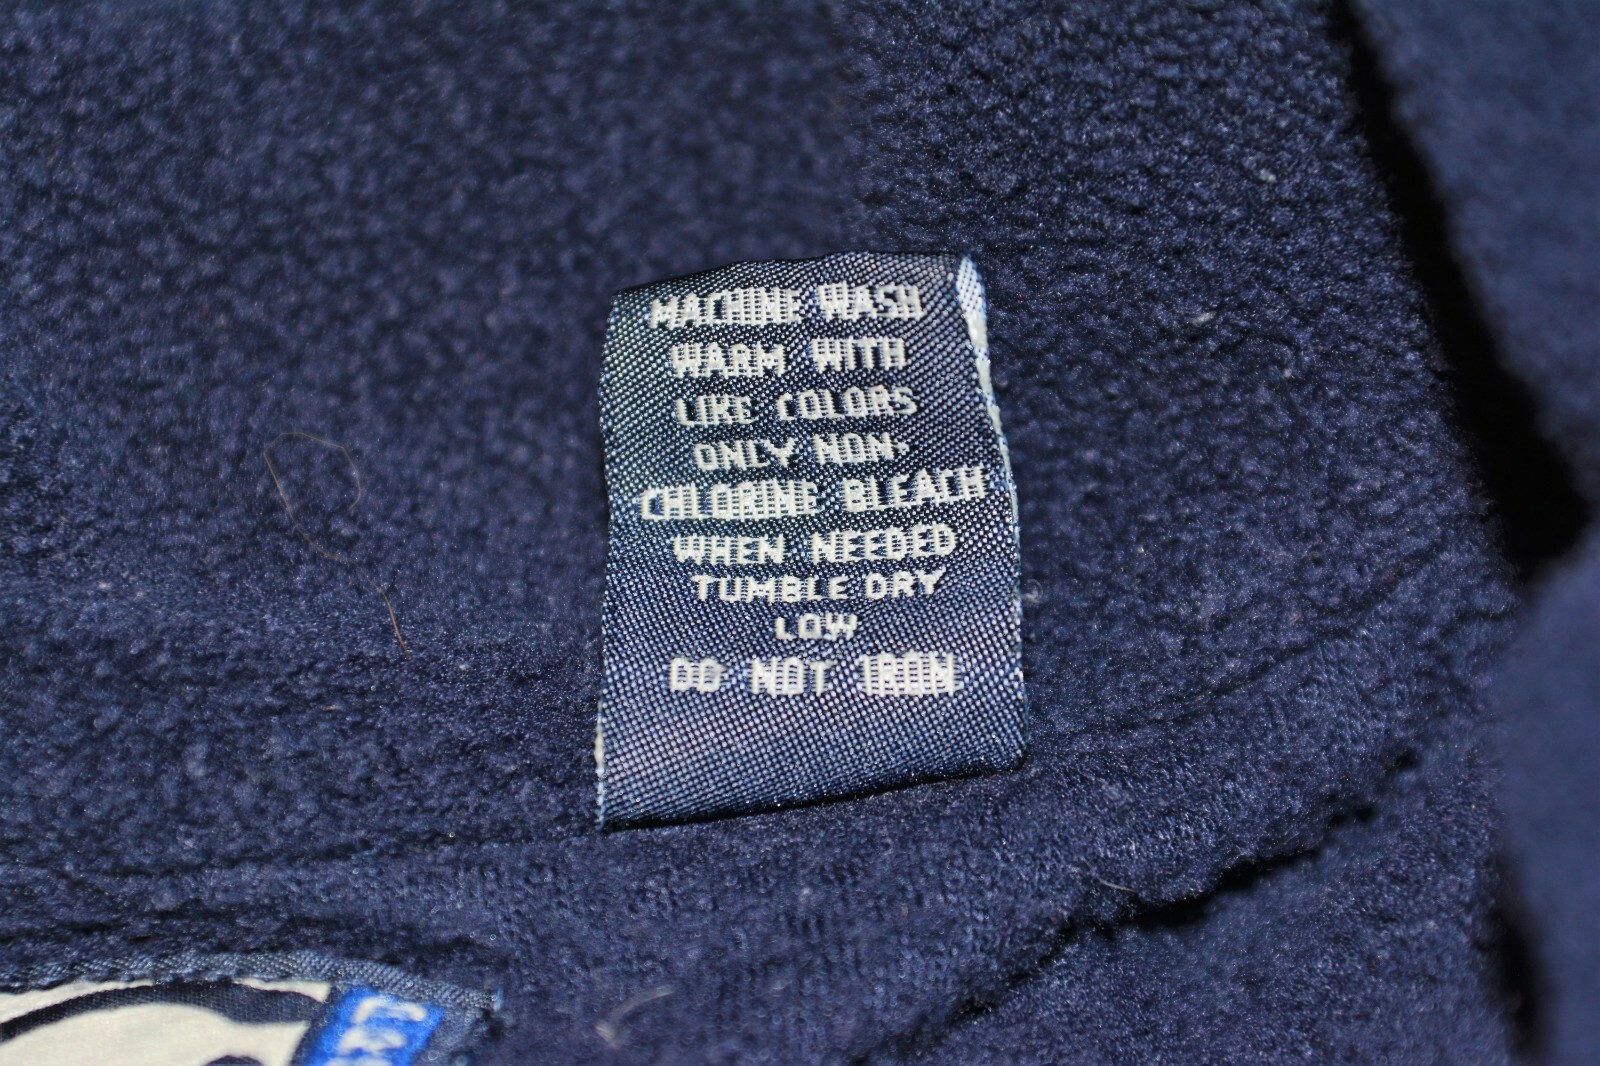 MACHINE WASH
WARM WITH
LIKE COLORS
ONLY NON-
CHLORINE BLEACH
WHEN NEEDED
TUMBLE DRY
LOW
DO NOT IRON